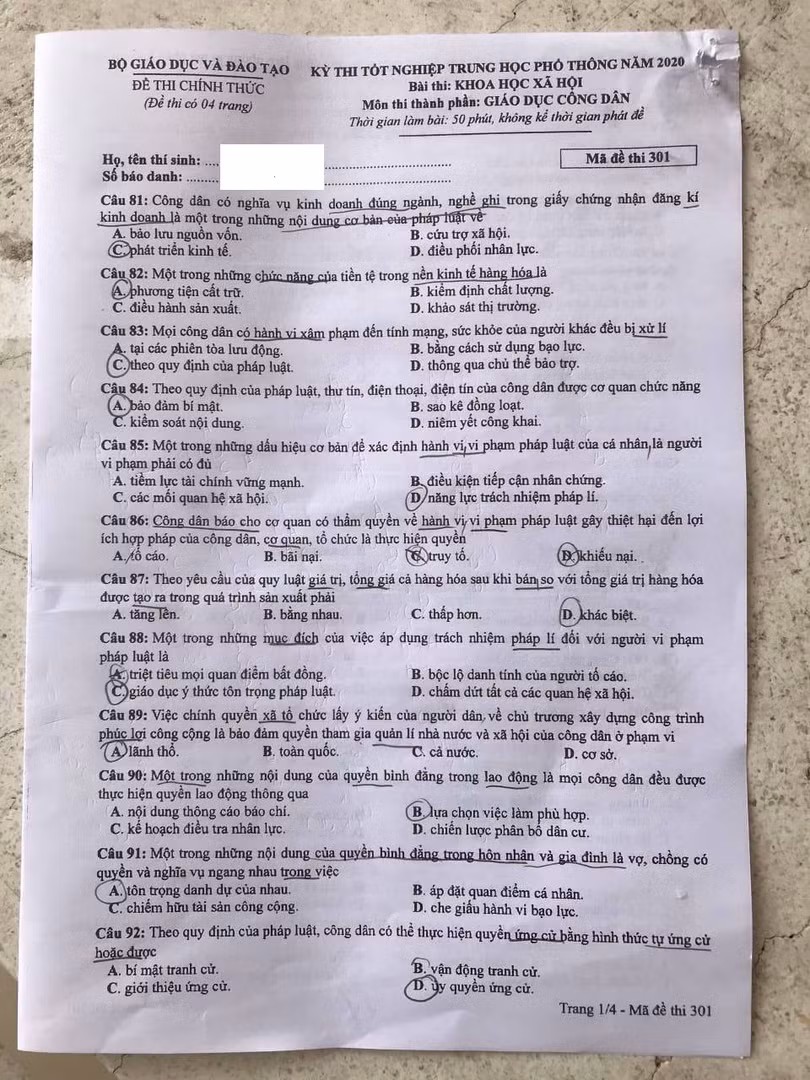 BỘ GIÁO DỤC VÀ ĐÀO TẠO
ĐỀ THI CHÍNH THỨC
(Đề thi có 04 trang)
KỲ THI TỐT NGHIỆP TRUNG HỌC PHỔ THÔNG NĂM 2020
Bài thi: KHOA HỌC XÃ HỘI
Môn thi thành phần: GIÁO DỤC CÔNG DÂN
Thời gian làm bài: 50 phút, không kể thời gian phát đề
Họ, tên thí sinh: ....
Số báo danh: ........
Mã đề thi 301
Câu 81: Công dân có nghĩa vụ kinh doanh đúng ngành, nghề ghi trong giấy chứng nhận đăng kí
kinh doanh là một trong những nội dung cơ bản của pháp luật về
A. bảo lưu nguồn vốn. B. cứu trợ xã hội.
C. phát triển kinh tế. D. điều phối nhân lực.
Câu 82: Một trong những chức năng của tiền tệ trong nền kinh tế hàng hóa là
A. phương tiện cất trữ. B. kiểm định chất lượng.
C. điều hành sản xuất. D. khảo sát thị trường.
Câu 83: Mọi công dân có hành vi xâm phạm đến tính mạng, sức khỏe của người khác đều bị xử lí
A. tại các phiên tòa lưu động. B. bằng cách sử dụng bạo lực.
C. theo quy định của pháp luật. D. thông qua chủ thể bảo trợ.
Câu 84: Theo quy định của pháp luật, thư tín, điện thoại, điện tín của công dân được cơ quan chức năng
A. bảo đảm bí mật. B. sao kê đồng loạt.
C. kiểm soát nội dung. D. niêm yết công khai.
Câu 85: Một trong những dấu hiệu cơ bản để xác định hành vi vi phạm pháp luật của cá nhân là người
vi phạm phải có đủ
A. tiềm lực tài chính vững mạnh. B. điều kiện tiếp cận nhân chứng.
C. các mối quan hệ xã hội. D. năng lực trách nhiệm pháp lí.
Câu 86: Công dân báo cho cơ quan có thẩm quyền về hành vi vi phạm pháp luật gây thiệt hại đến lợi
ích hợp pháp của công dân, cơ quan, tổ chức là thực hiện quyền
A. tố cáo. B. bãi nại. C. truy tố. D. khiếu nại.
Câu 87: Theo yêu cầu của quy luật giá trị, tổng giá cả hàng hóa sau khi bán so với tổng giá trị hàng hóa
được tạo ra trong quá trình sản xuất phải
A. tăng lên. B. bằng nhau. C. thấp hơn. D. khác biệt.
Câu 88: Một trong những mục đích của việc áp dụng trách nhiệm pháp lí đối với người vi phạm
pháp luật là
A. triệt tiêu mọi quan điểm bất đồng. B. bộc lộ danh tính của người tố cáo.
C. giáo dục ý thức tôn trọng pháp luật. D. chấm dứt tất cả các quan hệ xã hội.
Câu 89: Việc chính quyền xã tổ chức lấy ý kiến của người dân về chủ trương xây dựng công trình
phúc lợi công cộng là bảo đảm quyền tham gia quản lí nhà nước và xã hội của công dân ở phạm vi
A. lãnh thổ. B. toàn quốc. C. cả nước. D. cơ sở.
Câu 90: Một trong những nội dung của quyền bình đẳng trong lao động là mọi công dân đều được
thực hiện quyền lao động thông qua
A. nội dung thông cáo báo chí. B. lựa chọn việc làm phù hợp.
C. kế hoạch điều tra nhân lực. D. chiến lược phân bố dân cư.
Câu 91: Một trong những nội dung của quyền bình đẳng trong hôn nhân và gia đình là vợ, chồng có
quyền và nghĩa vụ ngang nhau trong việc
A. tôn trọng danh dự của nhau. B. áp đặt quan điểm cá nhân.
C. chiếm hữu tài sản công cộng. D. che giấu hành vi bạo lực.
Câu 92: Theo quy định của pháp luật, công dân có thể thực hiện quyền ứng cử bằng hình thức tự ứng cử
hoặc được
A. bí mật tranh cử. B. vận động tranh cử.
C. giới thiệu ứng cử. D. ủy quyền ứng cử.
Trang 1/4 - Mã đề thi 301